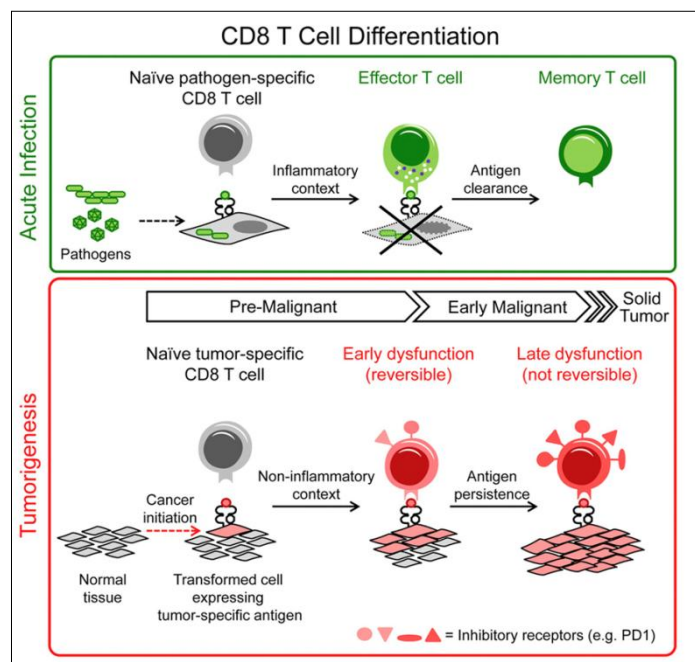 CD8 T Cell Differentiation
Acute Infection
Naïve pathogen-specific
CD8 T cell
Effector T cell
Memory T cell
Inflammatory
context
Antigen
clearance
Pathogens
Tumorigenesis
Pre-Malignant
Early Malignant
Solid
Tumor
Naïve tumor-specific
CD8 T cell
Early dysfunction
(reversible)
Late dysfunction
(not reversible)
Cancer
initiation
Non-inflammatory
context
Antigen
persistence
Normal
tissue
Transformed cell
expressing
tumor-specific antigen
= Inhibitory receptors (e.g. PD1)